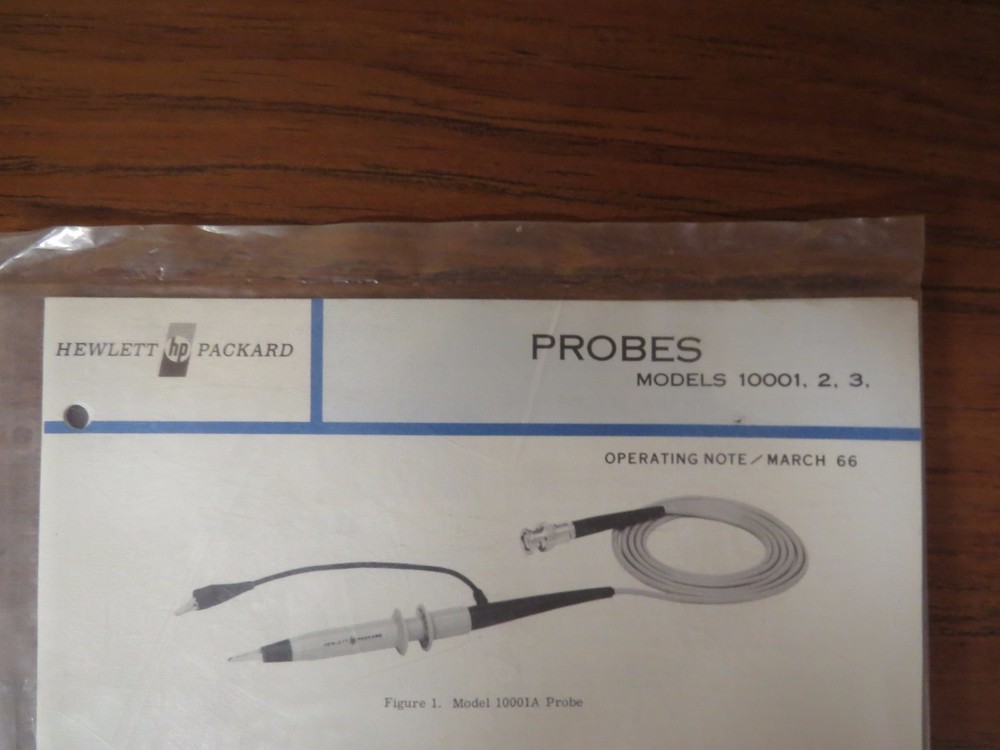 HEWLETT hp PACKARD
PROBES
MODELS 10001, 2, 3.
OPERATING NOTE/MARCH 66
HEWLETT PACKARD
Figure 1. Model 10001A Probe